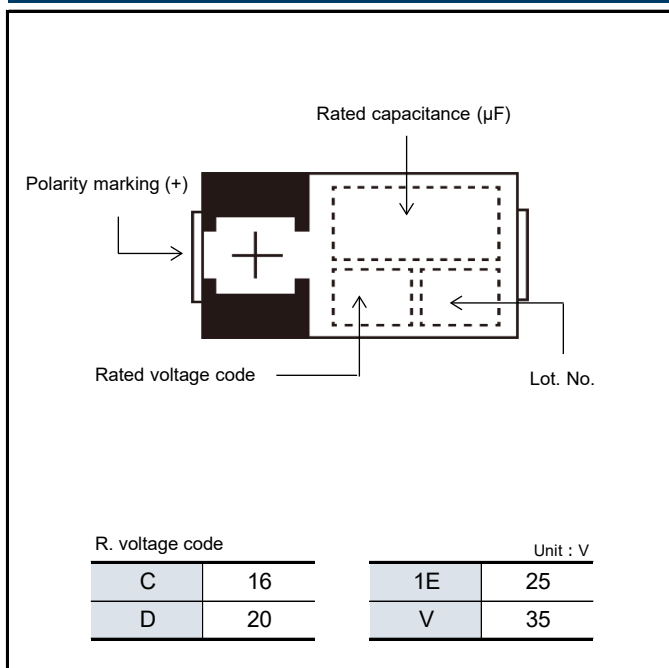 Rated capacitance (µF)
Polarity marking (+)
+
Rated voltage code
Lot. No.
R. voltage code
Unit : V
C 16 1E 25
D 20 V 35